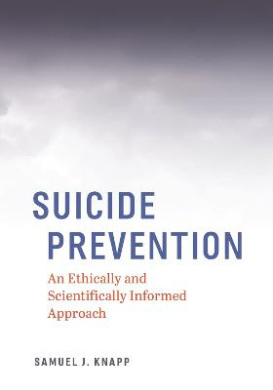 SUICIDE
PREVENTION
An Ethically and
Scientifically Informed
Approach
SAMUEL J. KNAPP